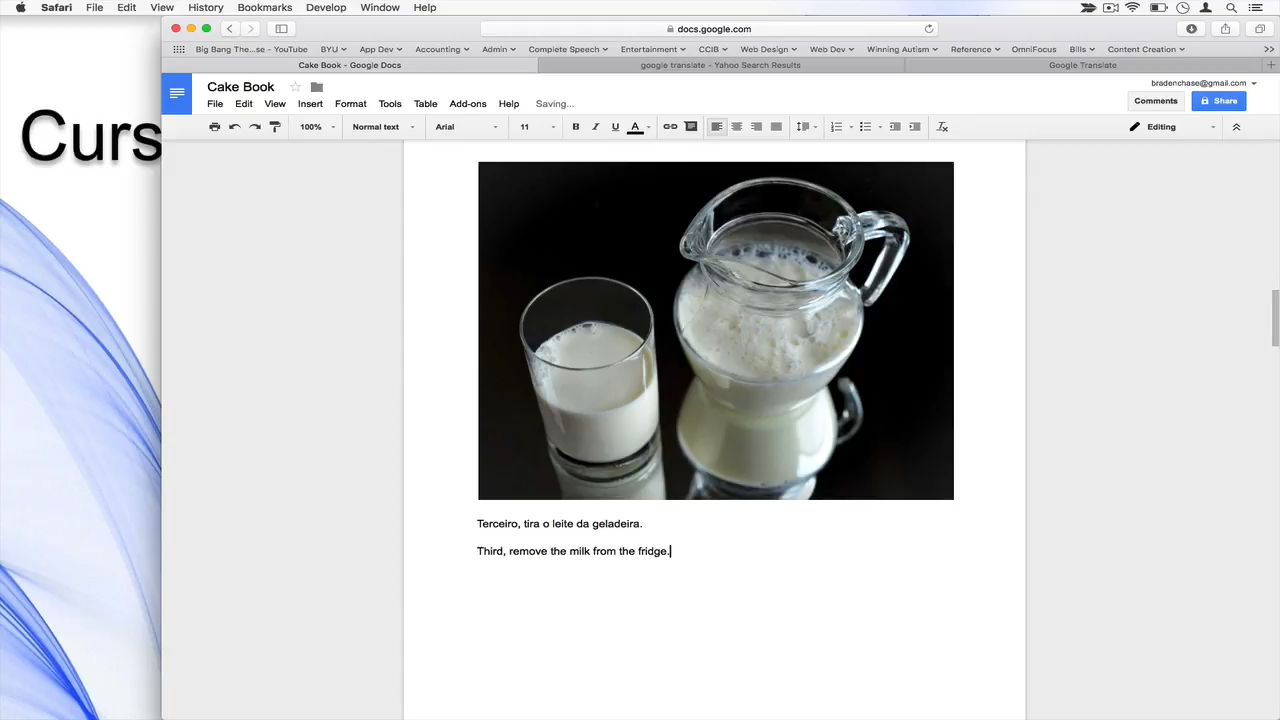 Safari File Edit View History Bookmarks Develop Window Help
docs.google.com
Big Bang The...se - YouTube BYU App Dev Accounting Admin Complete Speech Entertainment CCIB Web Design Web Dev Winning Autism Reference OmniFocus Bills Content Creation
Cake Book - Google Docs google translate - Yahoo Search Results Google Translate
Cake Book
bradenchase@gmail.com
File Edit View Insert Format Tools Table Add-ons Help Saving...
Comments Share
100% Normal text Arial 11 B I U A Editing
Curs
Terceiro, tira o leite da geladeira.
Third, remove the milk from the fridge.